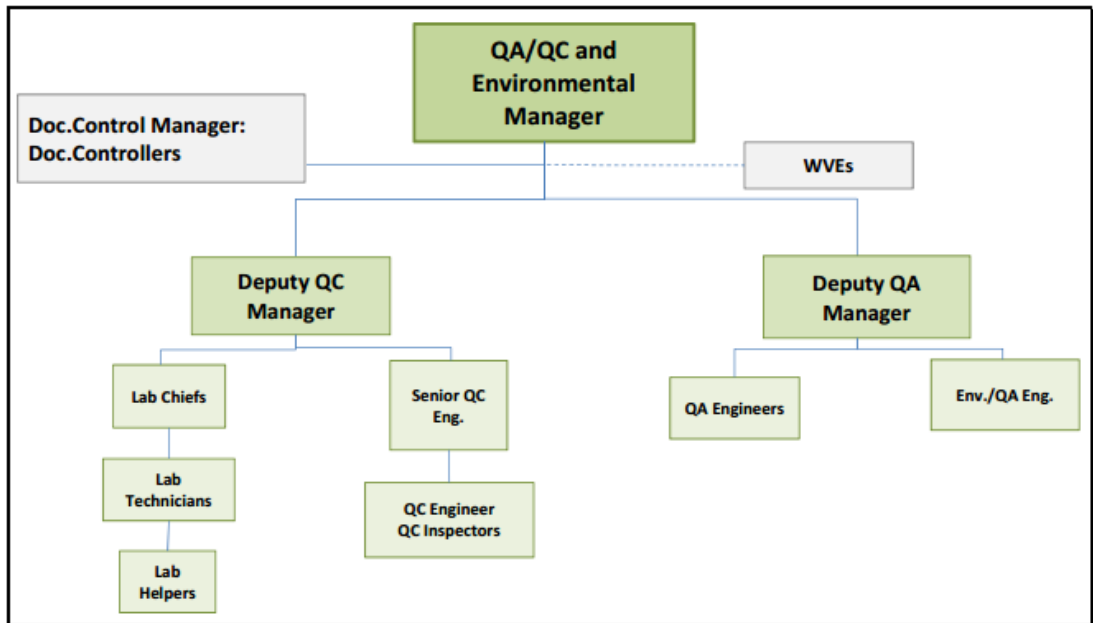 QA/QC and
Environmental
Manager
Doc.Control Manager:
Doc.Controllers
WVEs
Deputy QC
Manager
Deputy QA
Manager
Lab Chiefs
Senior QC
Eng.
QA Engineers
Env./QA Eng.
Lab
Technicians
QC Engineer
QC Inspectors
Lab
Helpers